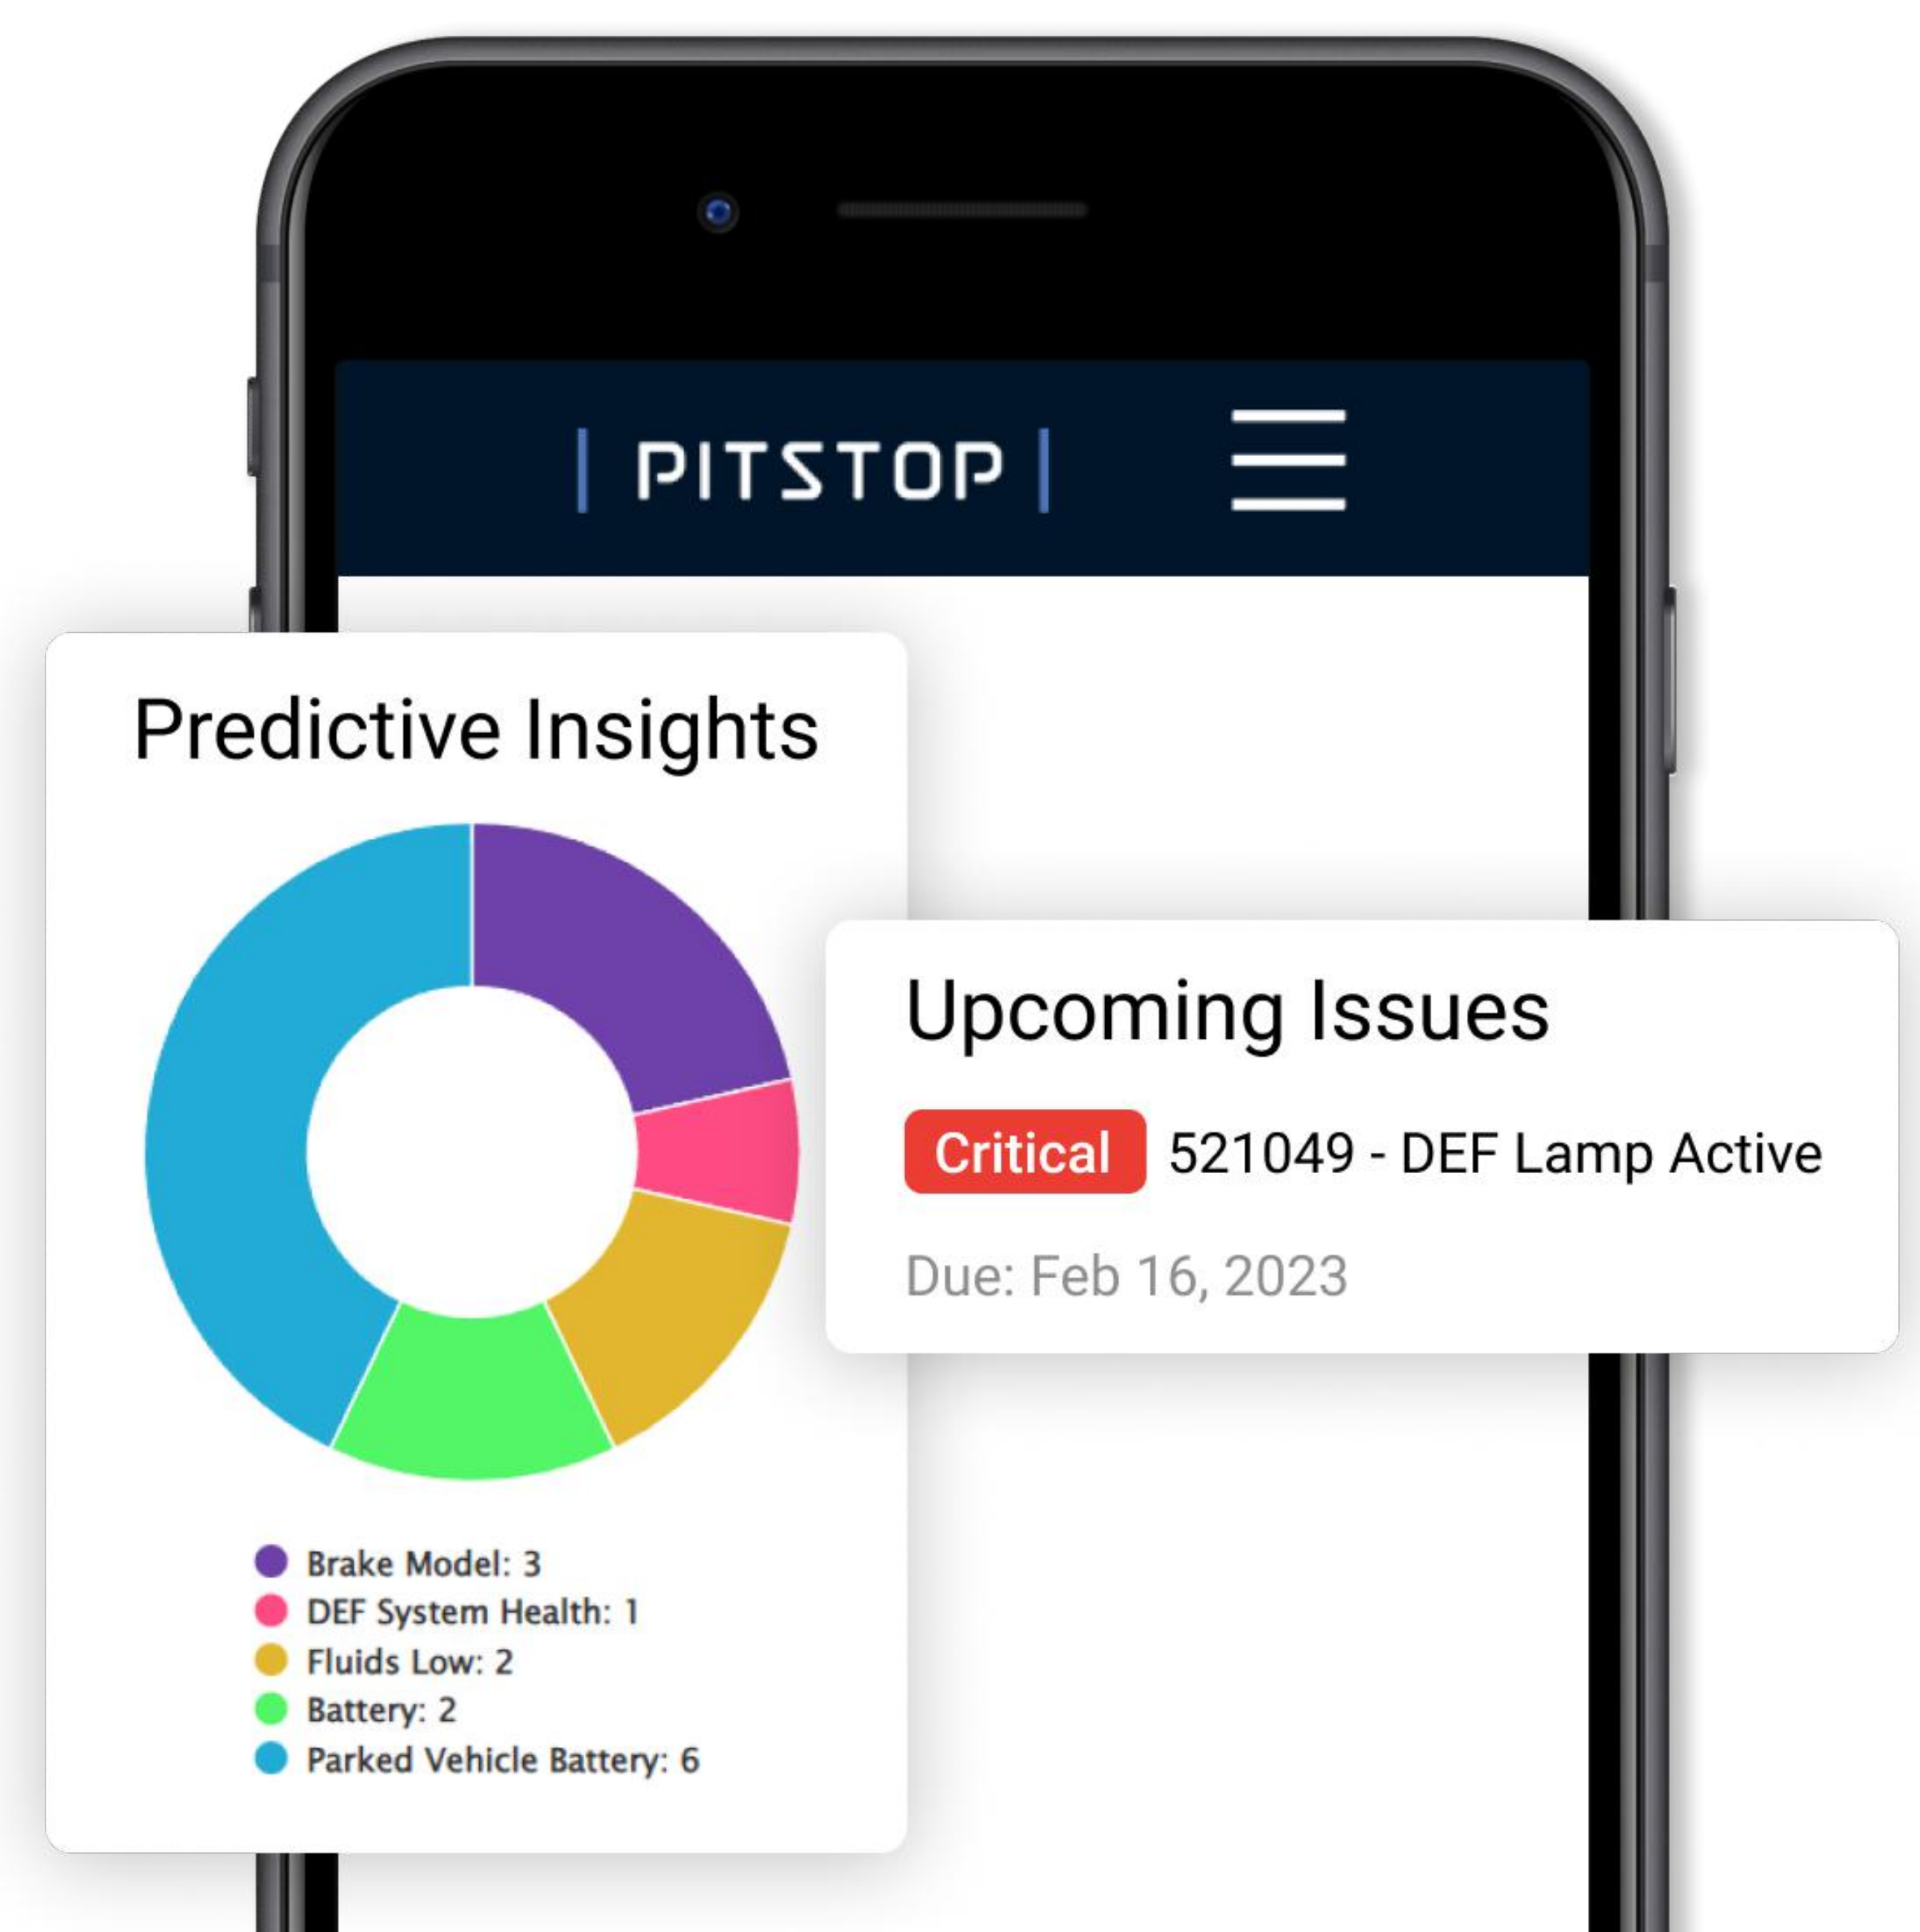 | PITSTOP |
Predictive Insights
Brake Model: 3
DEF System Health: 1
Fluids Low: 2
Battery: 2
Parked Vehicle Battery: 6
Upcoming Issues
Critical 521049 - DEF Lamp Active
Due: Feb 16, 2023